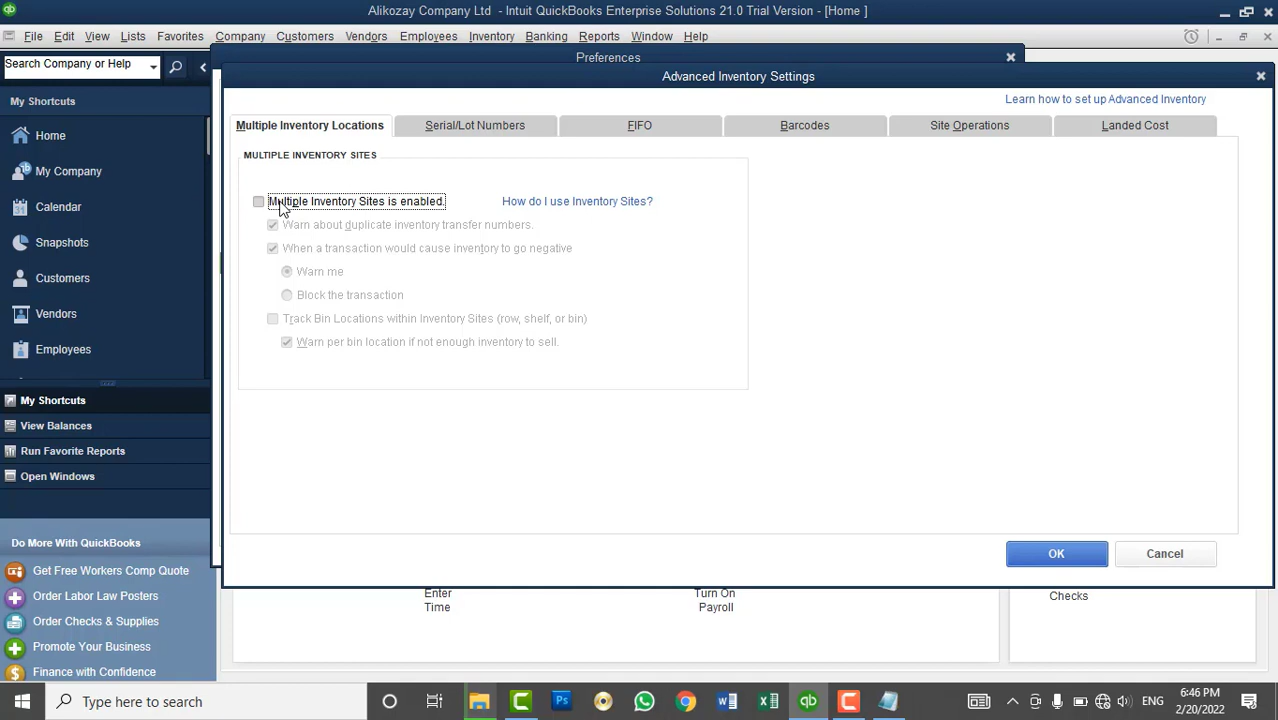 Alikozay Company Ltd - Intuit QuickBooks Enterprise Solutions 21.0 Trial Version - [Home ]
File Edit View Lists Favorites Company Customers Vendors Employees Inventory Banking Reports Window Help
Search Company or Help
Preferences
Advanced Inventory Settings
Learn how to set up Advanced Inventory
My Shortcuts
Home
My Company
Calendar
Snapshots
Customers
Vendors
Employees
My Shortcuts
View Balances
Run Favorite Reports
Open Windows
Do More With QuickBooks
Get Free Workers Comp Quote
Order Labor Law Posters
Order Checks & Supplies
Promote Your Business
Finance with Confidence
Multiple Inventory Locations Serial/Lot Numbers FIFO Barcodes Site Operations Landed Cost
MULTIPLE INVENTORY SITES
Multiple Inventory Sites is enabled. How do I use Inventory Sites?
Warn about duplicate inventory transfer numbers.
When a transaction would cause inventory to go negative
Warn me
Block the transaction
Track Bin Locations within Inventory Sites (row, shelf, or bin)
Warn per bin location if not enough inventory to sell.
OK Cancel
Enter
Time
Turn On
Payroll
Checks
Type here to search
ENG
6:46 PM
2/20/2022